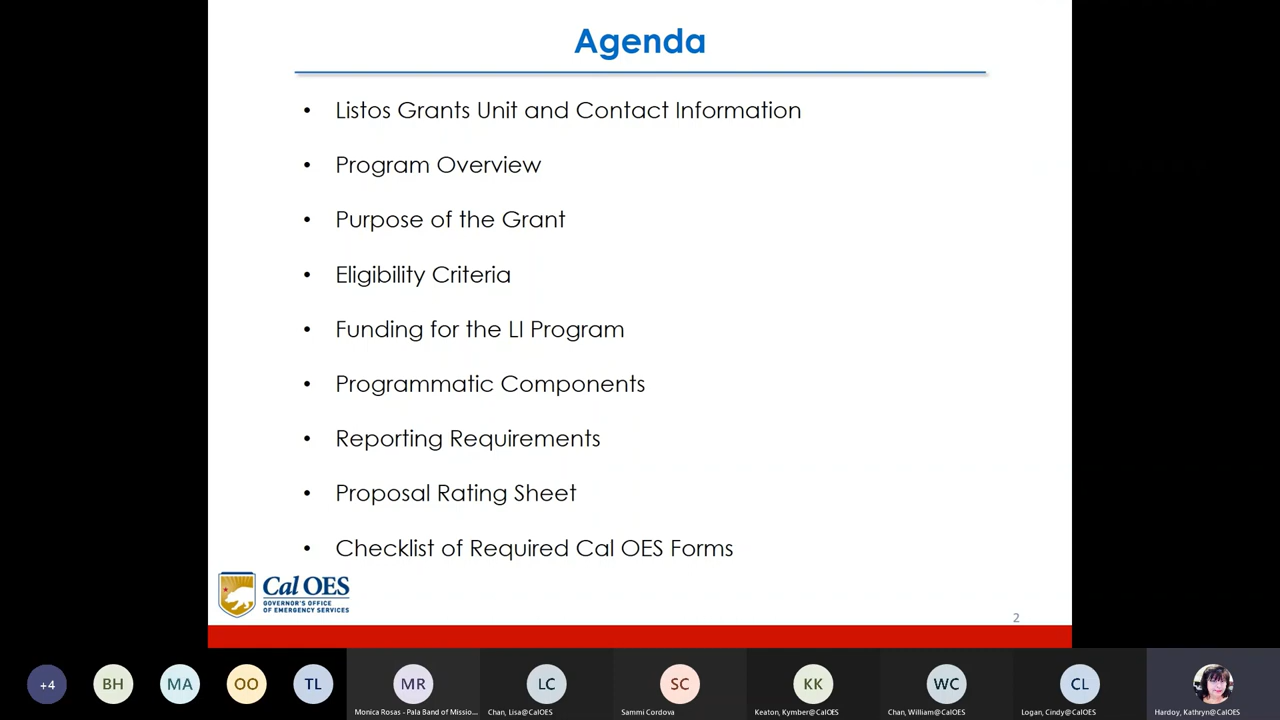 Agenda
• Listos Grants Unit and Contact Information
• Program Overview
• Purpose of the Grant
• Eligibility Criteria
• Funding for the LI Program
• Programmatic Components
• Reporting Requirements
• Proposal Rating Sheet
• Checklist of Required Cal OES Forms
Cal OES
GOVERNOR'S OFFICE
OF EMERGENCY SERVICES
2
+4
BH
MA
OO
TL
MR
LC
SC
KK
WC
CL
Monica Rosas - Pala Band of Missio...
Chan, Lisa@CalOES
Sammi Cordova
Keaton, Kymber@CalOES
Chan, William@CalOES
Logan, Cindy@CalOES
Hardoy, Kathryn@CalOES